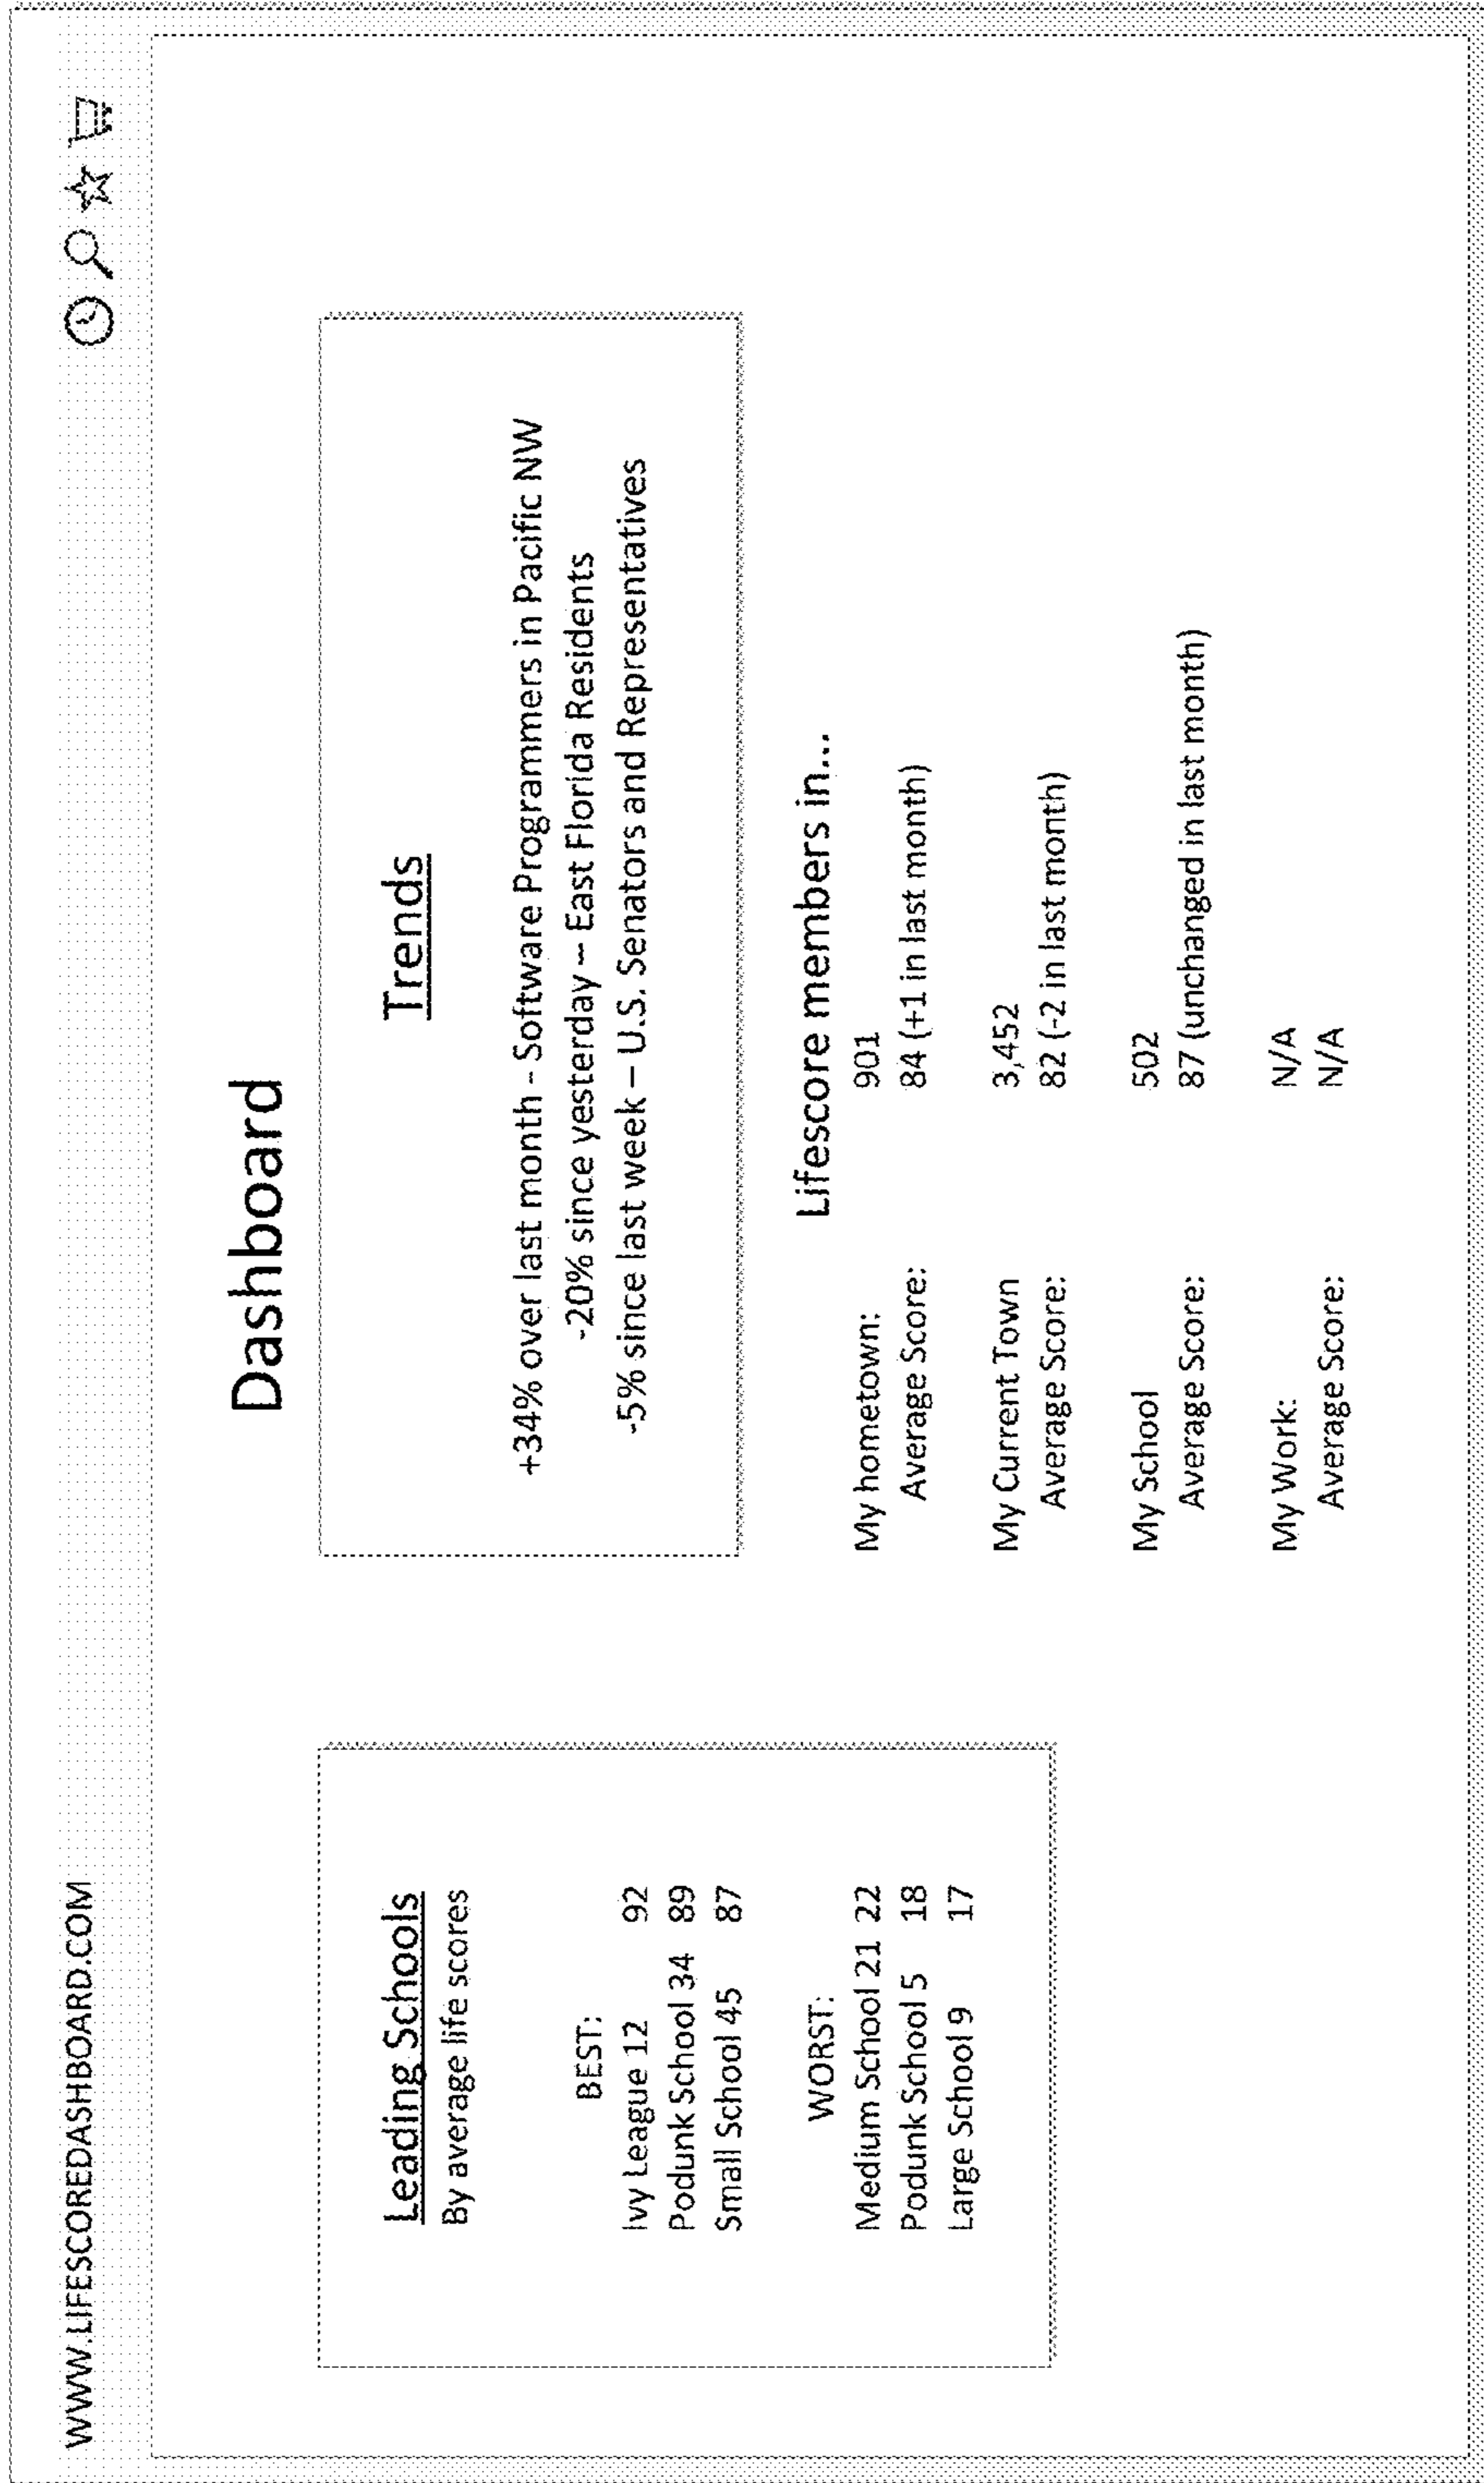 WWW.LIFESCOREDASHBOARD.COM
Dashboard
Leading Schools
By average life scores
BEST:
Ivy League 12 92
Podunk School 34 89
Small School 45 87
WORST:
Medium School 21 22
Podunk School 5 18
Large School 9 17
Trends
+34% over last month - Software Programmers in Pacific NW
-20% since yesterday – East Florida Residents
-5% since last week – U.S. Senators and Representatives
Lifescore members in...
My hometown: 901
Average Score: 84 (+1 in last month)
My Current Town 3,452
Average Score: 82 (-2 in last month)
My School 502
Average Score: 87 (unchanged in last month)
My Work: N/A
Average Score: N/A